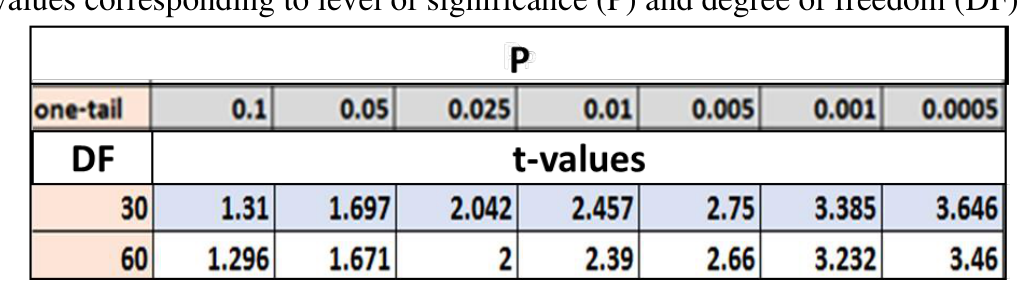 values corresponding to level of significance (P) and degree of freedom (DF)
P
one-tail 0.1 0.05 0.025 0.01 0.005 0.001 0.0005
DF t-values
30 1.31 1.697 2.042 2.457 2.75 3.385 3.646
60 1.296 1.671 2 2.39 2.66 3.232 3.46